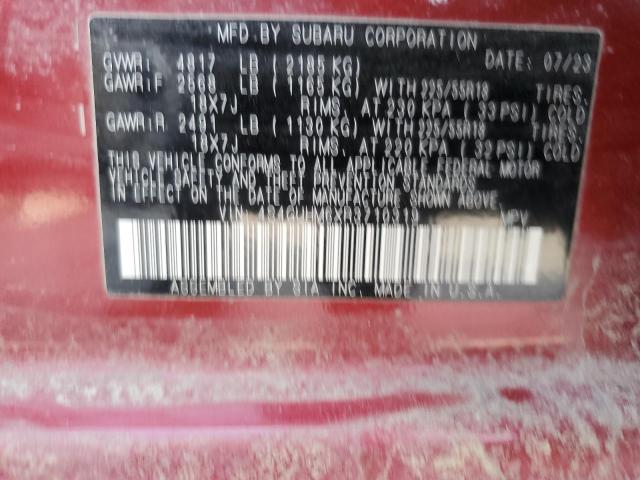 MFD. BY SUBARU CORPORATION DATE: 07/23
GVWR: 4817 LB (2185 KG)
GAWR:F 2568 LB (1165 KG) WITH 225/55R18 TIRES.
18X7J RIMS, AT 230 KPA (33 PSI) COLD
GAWR:R 2491 LB (1130 KG) WITH 225/55R18 TIRES.
18X7J RIMS, AT 220 KPA (32 PSI) COLD
THIS VEHICLE CONFORMS TO ALL APPLICABLE FEDERAL MOTOR
VEHICLE SAFETY AND THEFT PREVENTION STANDARDS
IN EFFECT ON THE DATE OF MANUFACTURE SHOWN ABOVE.
VIN MPV
ASSEMBLED BY SIA INC, MADE IN U.S.A.